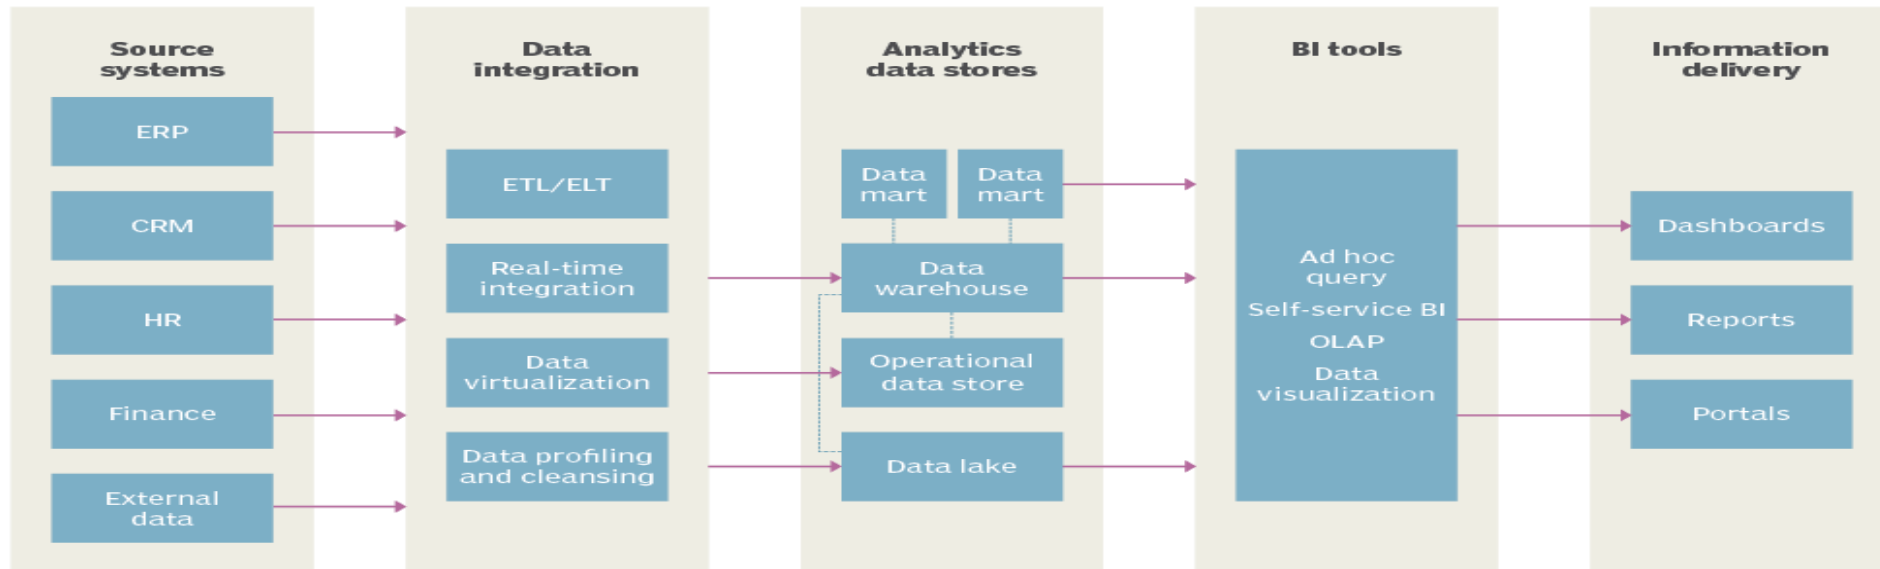 Source
systems
ERP
CRM
HR
Finance
External
data
Data
integration
ETL/ELT
Real-time
integration
Data
virtualization
Data profiling
and cleansing
Analytics
data stores
Data
mart
Data
mart
Data
warehouse
Operational
data store
Data lake
BI tools
Ad hoc
query
Self-service BI
OLAP
Data
visualization
Information
delivery
Dashboards
Reports
Portals